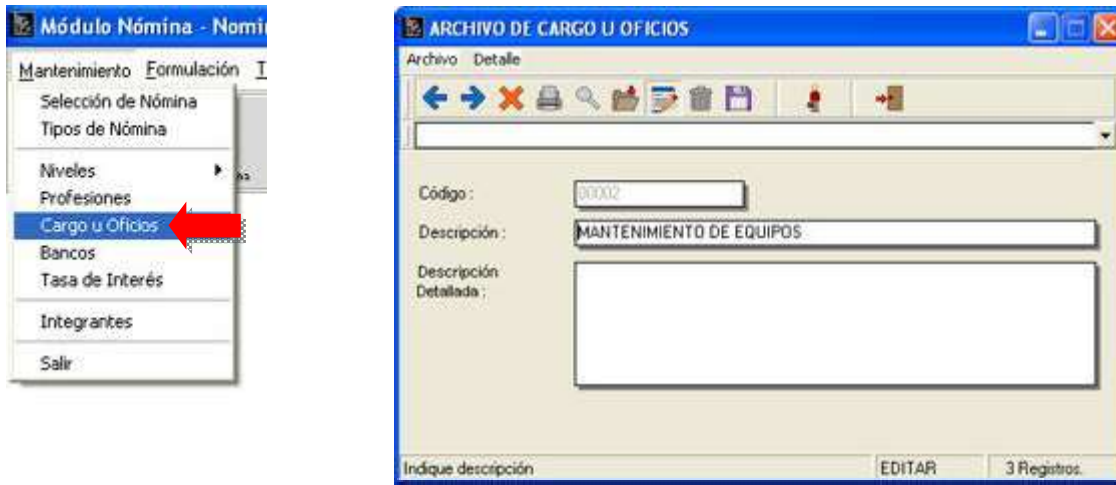 Módulo Nómina - Nomi
Mantenimiento Formulación T
Selección de Nómina
Tipos de Nómina
Niveles
Profesiones
Cargo u Oficios
Bancos
Tasa de Interés
Integrantes
Salir
ARCHIVO DE CARGO U OFICIOS
Archivo Detalle
Código :
00002
Descripción :
MANTENIMIENTO DE EQUIPOS
Descripción
Detallada :
Indique descripción
EDITAR
3 Registros.